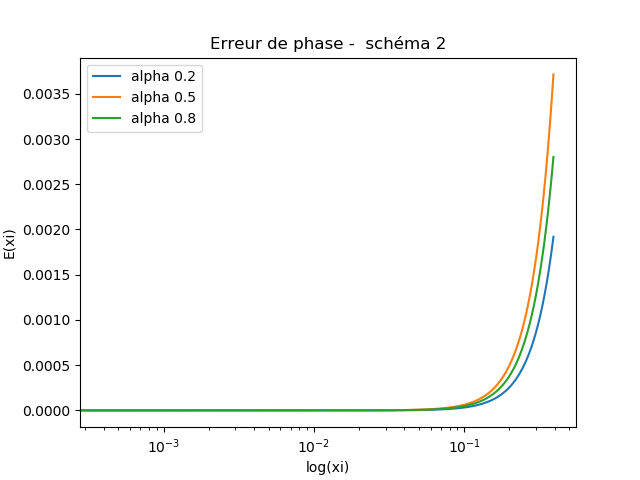 Erreur de phase -  schéma 2
alpha 0.2
alpha 0.5
alpha 0.8
E(xi)
0.0035
0.0030
0.0025
0.0020
0.0015
0.0010
0.0005
0.0000
10⁻³ 10⁻² 10⁻¹
log(xi)